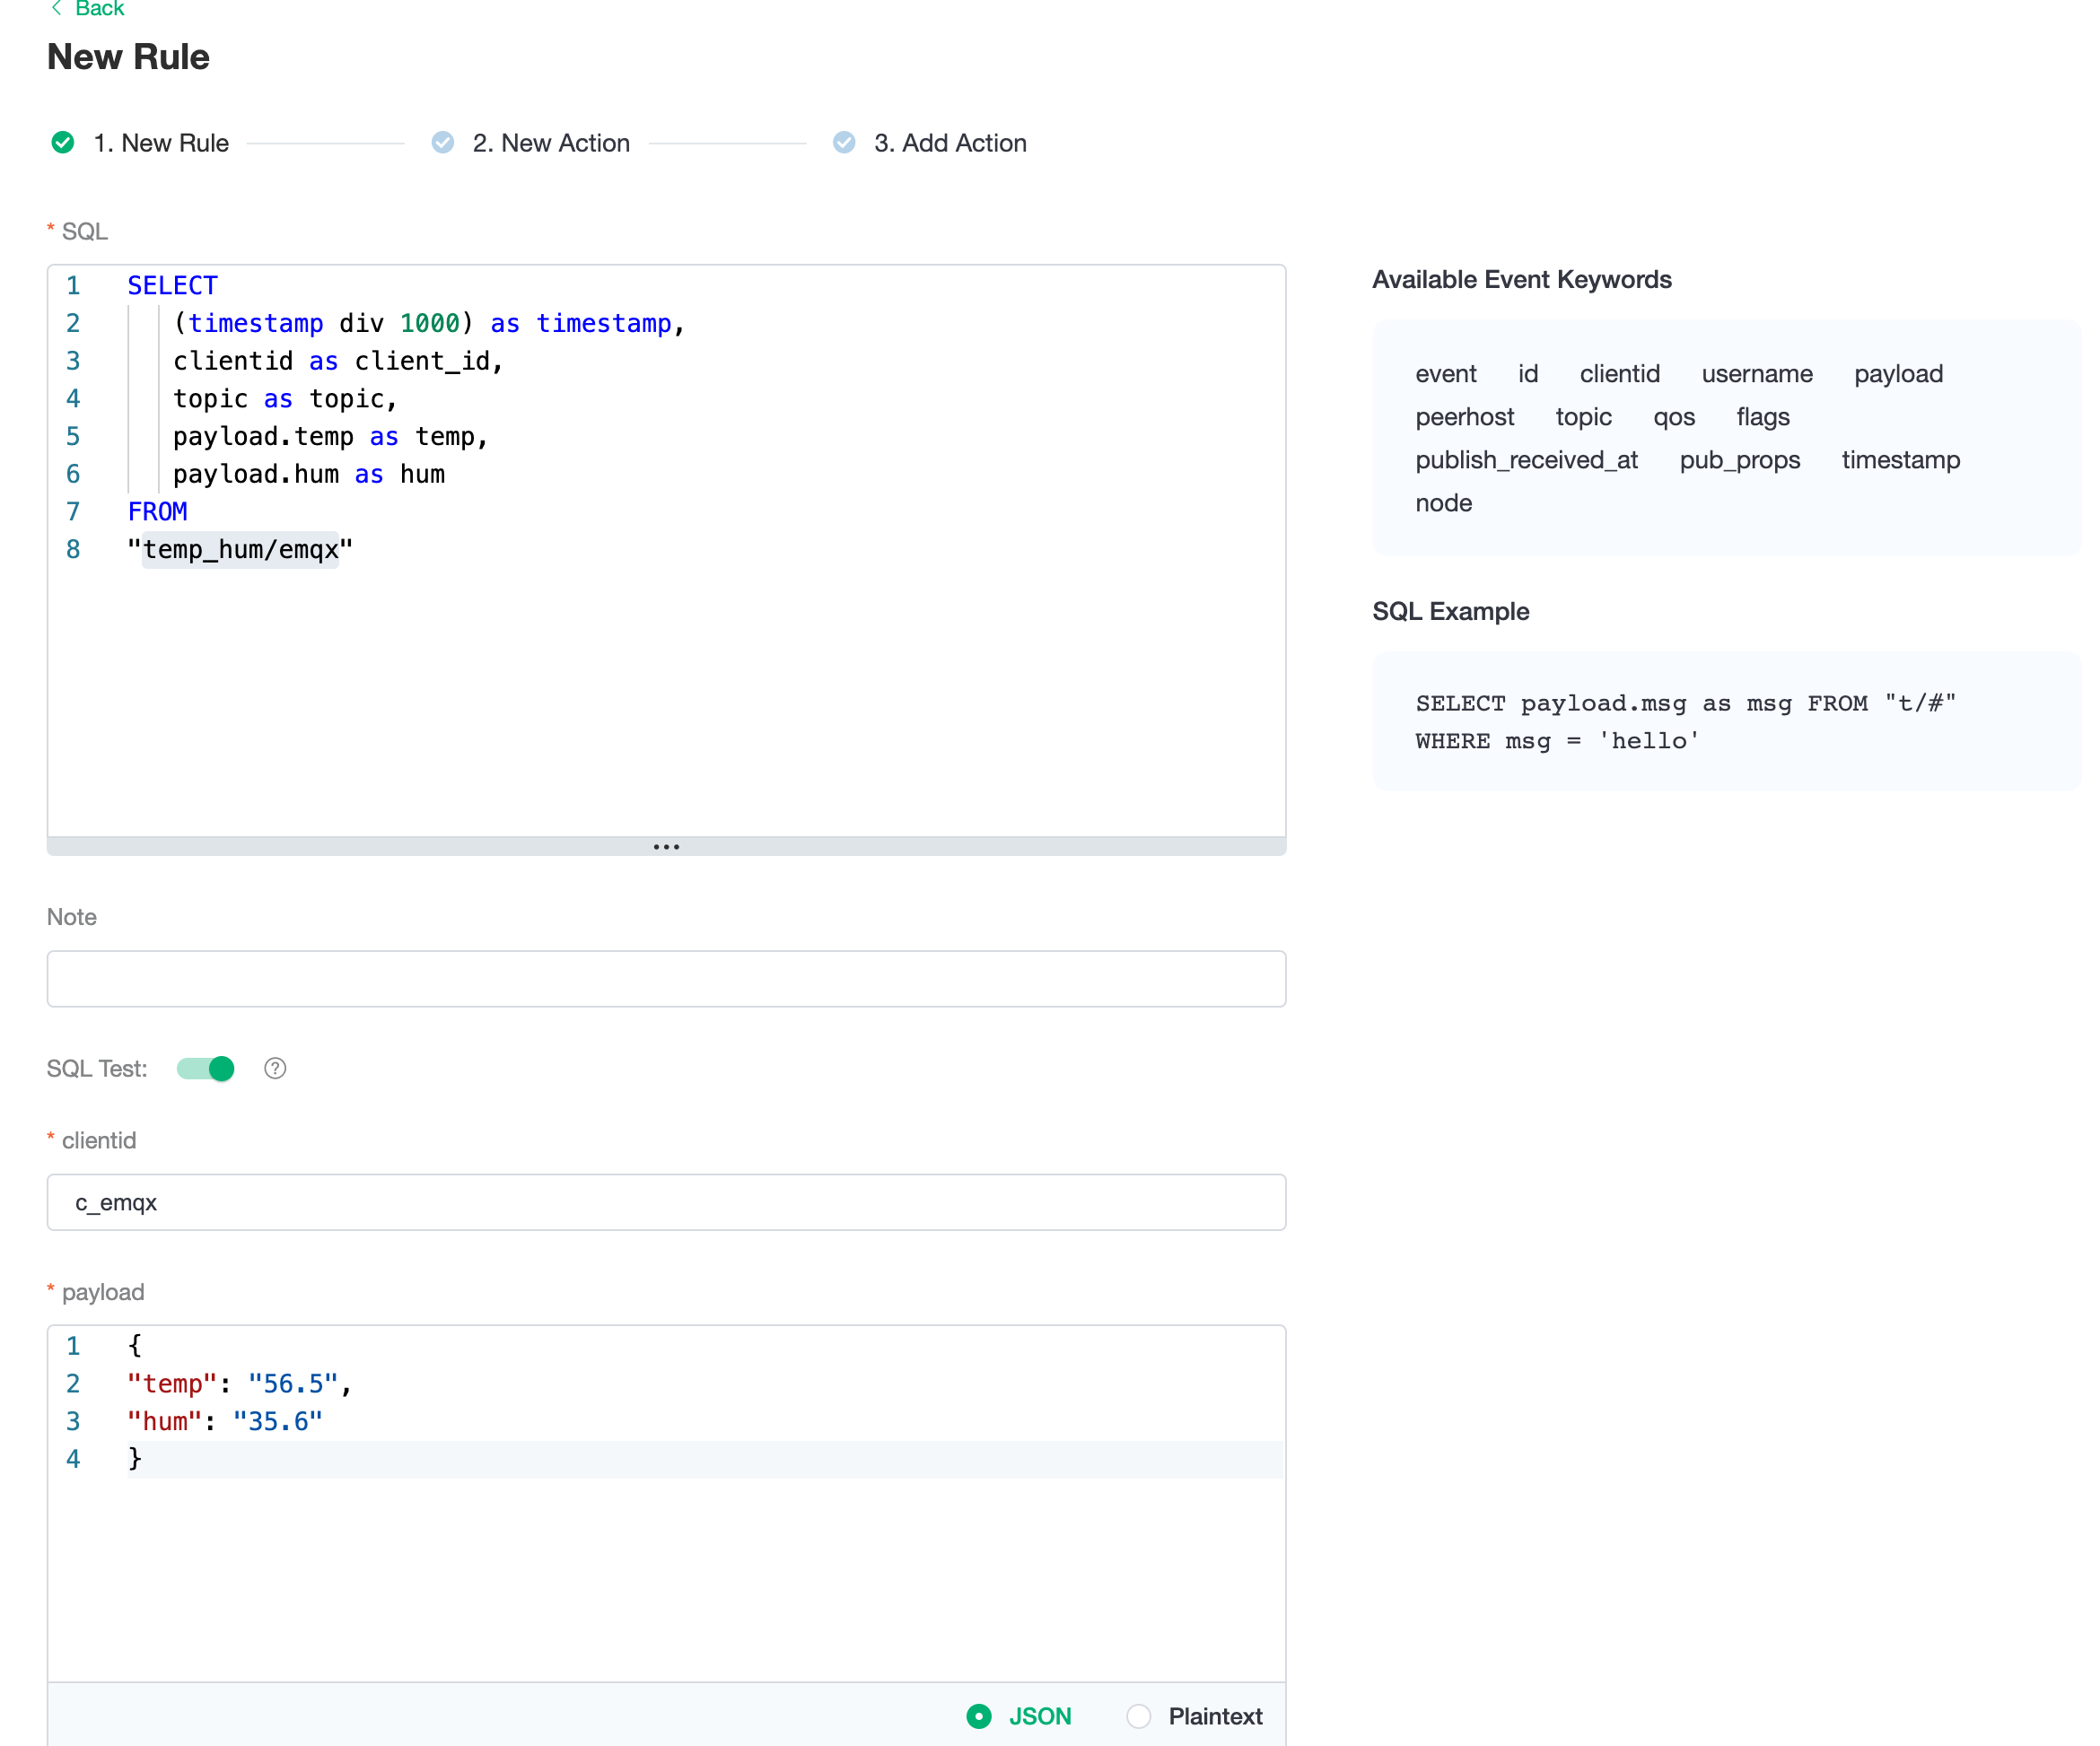 Back
New Rule
1. New Rule
2. New Action
3. Add Action
* SQL
1 SELECT
2 (timestamp div 1000) as timestamp,
3 clientid as client_id,
4 topic as topic,
5 payload.temp as temp,
6 payload.hum as hum
7 FROM
8 "temp_hum/emqx"
Available Event Keywords
event id clientid username payload
peerhost topic qos flags
publish_received_at pub_props timestamp
node
SQL Example
SELECT payload.msg as msg FROM "t/#"
WHERE msg = 'hello'
Note
SQL Test:
* clientid
c_emqx
* payload
1 {
2 "temp": "56.5",
3 "hum": "35.6"
4 }
JSON Plaintext